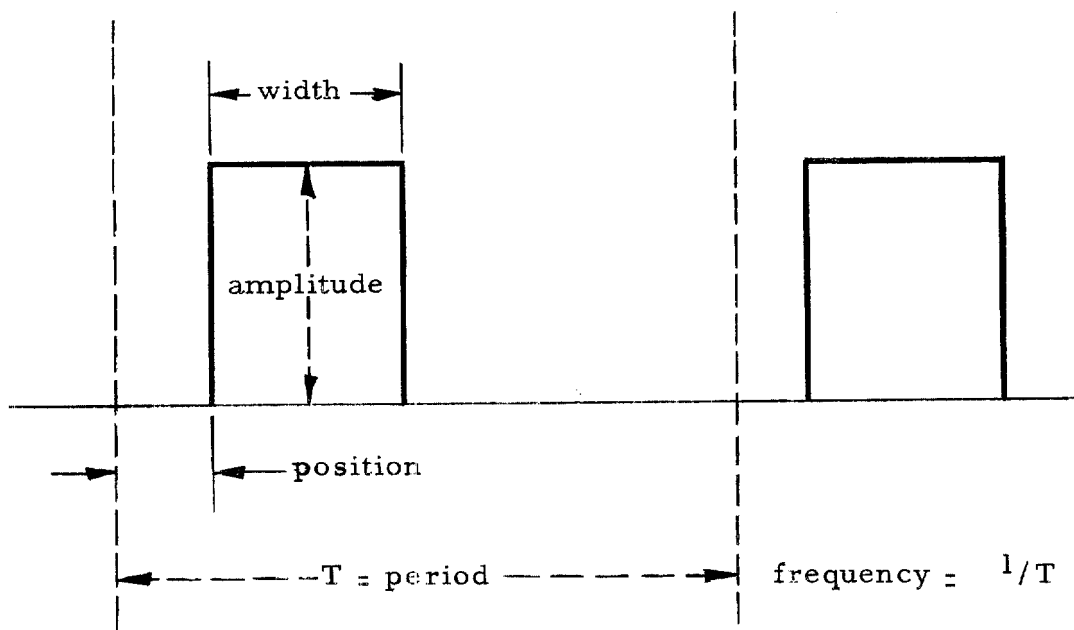 width
amplitude
position
T = period
frequency = 1/T